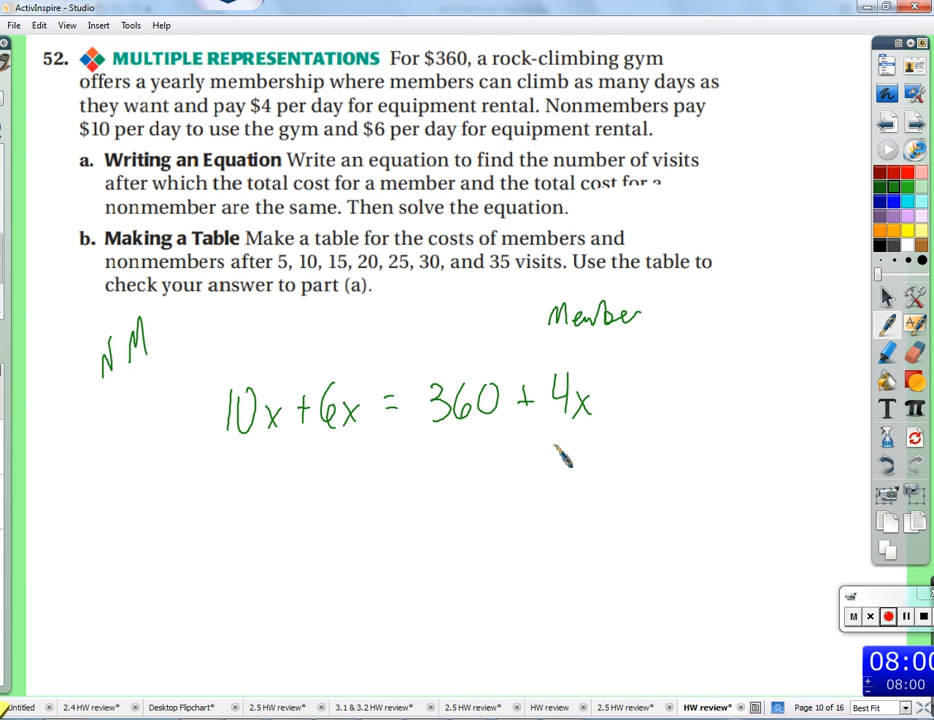 ActivInspire - Studio
File Edit View Insert Tools Help
52. MULTIPLE REPRESENTATIONS For $360, a rock-climbing gym
offers a yearly membership where members can climb as many days as
they want and pay $4 per day for equipment rental. Nonmembers pay
$10 per day to use the gym and $6 per day for equipment rental.
a. Writing an Equation Write an equation to find the number of visits
after which the total cost for a member and the total cost for a
nonmember are the same. Then solve the equation.
b. Making a Table Make a table for the costs of members and
nonmembers after 5, 10, 15, 20, 25, 30, and 35 visits. Use the table to
check your answer to part (a).
Member
NM
10x + 6x = 360 + 4x
M
08:00
08:00
Untitled 2.4 HW review* Desktop Flipchart* 2.5 HW review* 3.1 & 3.2 HW review* 2.5 HW review* HW review 2.5 HW review* HW review* Page 10 of 16 Best Fit